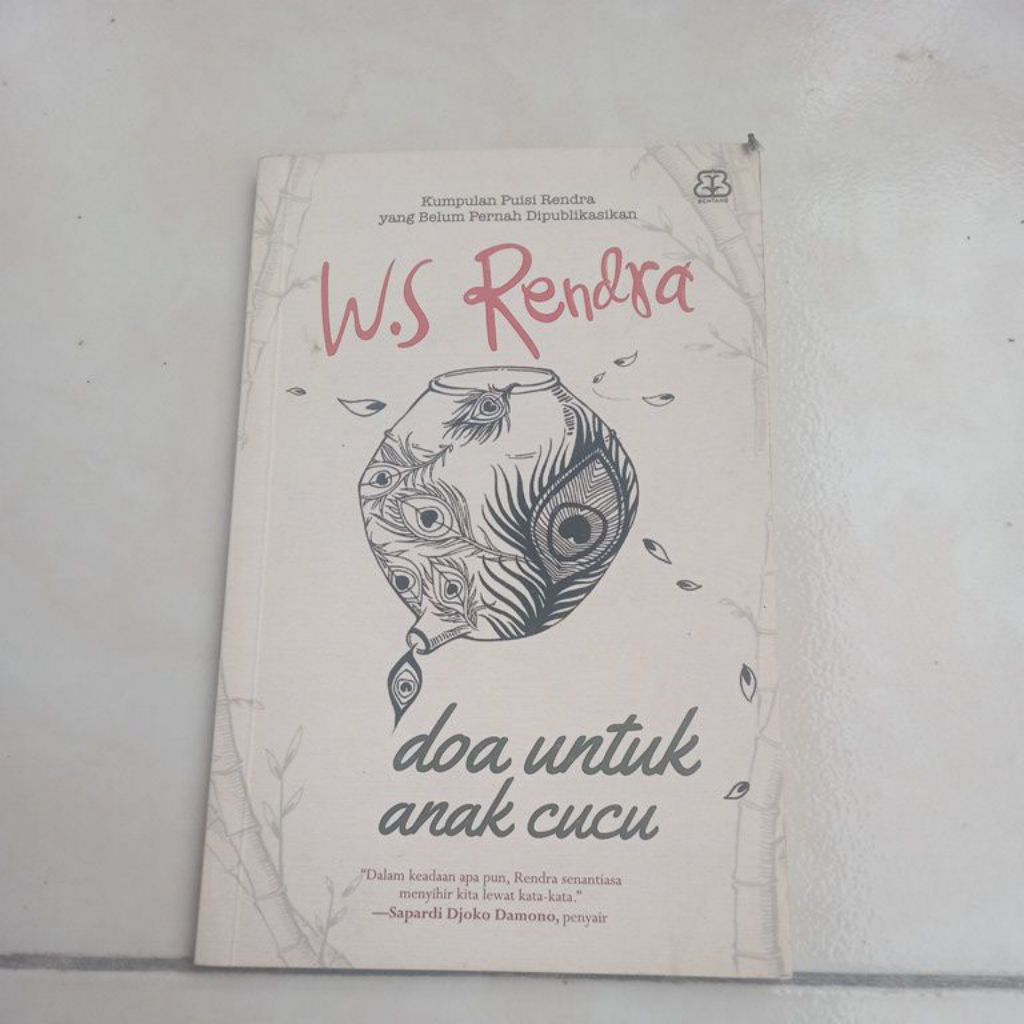 Kumpulan Puisi Rendra
yang Belum Pernah Dipublikasikan
BENTANG
W.S Rendra
doa untuk
anak cucu
“Dalam keadaan apa pun, Rendra senantiasa
menyihir kita lewat kata-kata.”
—Sapardi Djoko Damono, penyair